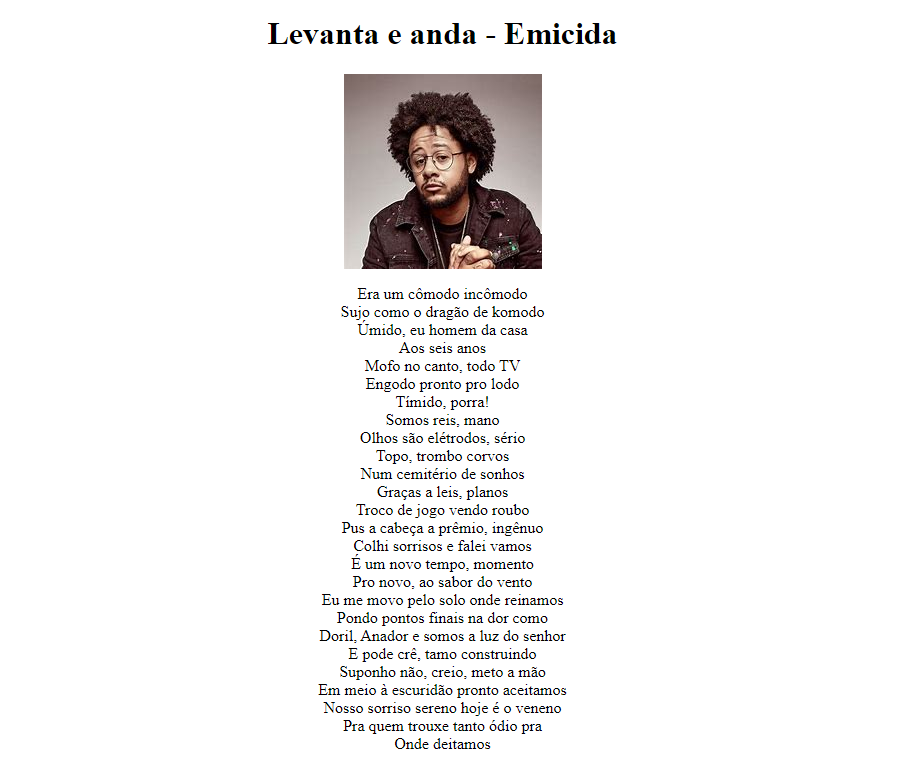 Levanta e anda - Emicida
Era um cômodo incômodo
Sujo como o dragão de komodo
Úmido, eu homem da casa
Aos seis anos
Mofo no canto, todo TV
Engodo pronto pro lodo
Tímido, porra!
Somos reis, mano
Olhos são elétrodos, sério
Topo, trombo corvos
Num cemitério de sonhos
Graças a leis, planos
Troco de jogo vendo roubo
Pus a cabeça a prêmio, ingênuo
Colhi sorrisos e falei vamos
É um novo tempo, momento
Pro novo, ao sabor do vento
Eu me movo pelo solo onde reinamos
Pondo pontos finais na dor como
Doril, Anador e somos a luz do senhor
E pode crê, tamo construindo
Suponho não, creio, meto a mão
Em meio à escuridão pronto aceitamos
Nosso sorriso sereno hoje é o veneno
Pra quem trouxe tanto ódio pra
Onde deitamos